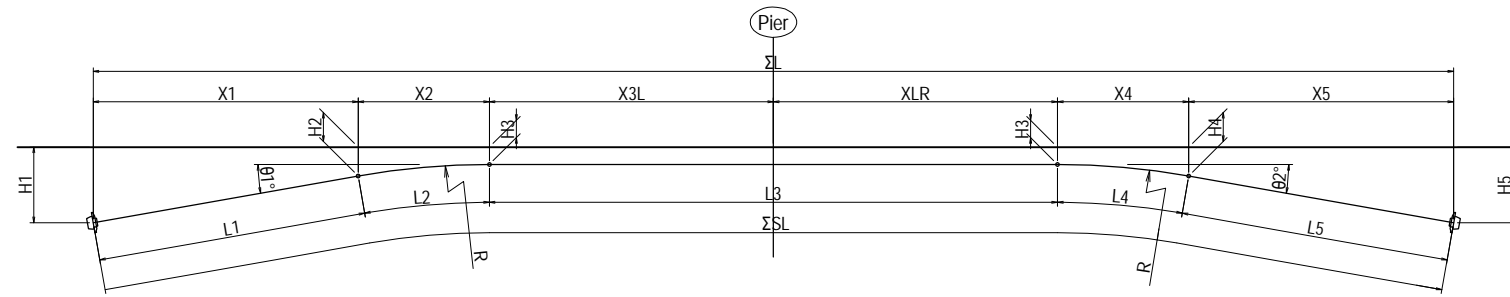 Pier
ΣL
X1 X2 X3L XLR X4 X5
H1 H2 H3 H3 H4 H5
θ1° θ2°
L1 L2 L3 L4 L5
ΣSL
R R